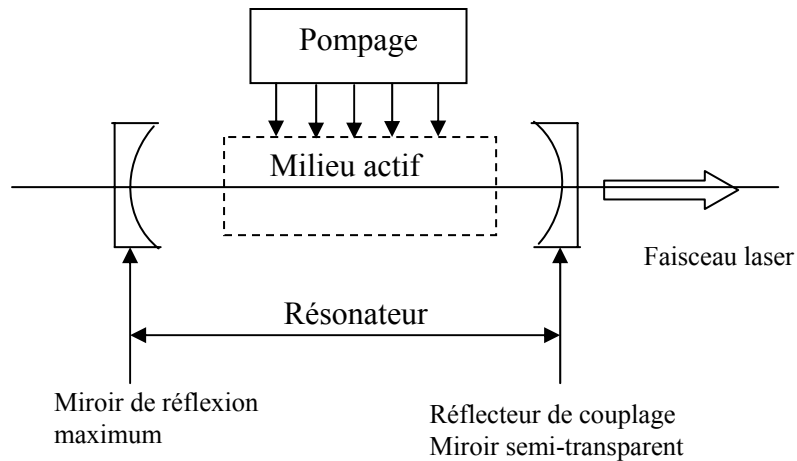 Pompage
Milieu actif
Faisceau laser
Résonateur
Miroir de réflexion
maximum
Réflecteur de couplage
Miroir semi-transparent